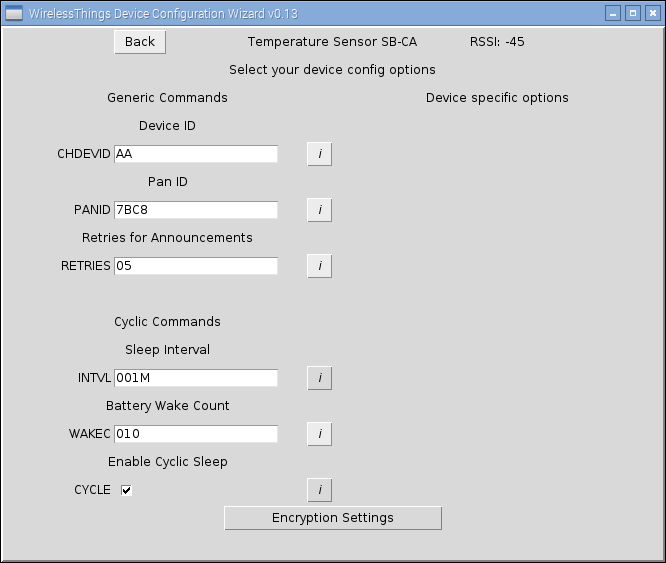 WirelessThings Device Configuration Wizard v0.13
Back Temperature Sensor SB-CA RSSI: -45
Select your device config options
Generic Commands Device specific options
Device ID
CHDEVID AA i
Pan ID
PANID 7BC8 i
Retries for Announcements
RETRIES 05 i
Cyclic Commands
Sleep Interval
INTVL 001M i
Battery Wake Count
WAKEC 010 i
Enable Cyclic Sleep
CYCLE i
Encryption Settings